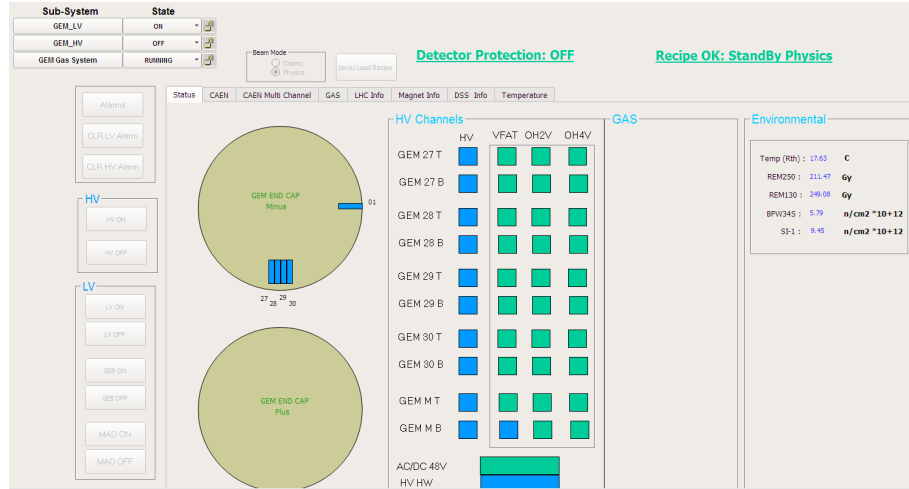 Sub-System State
GEM_LV ON
GEM_HV OFF
GEM Gas System RUNNING
Beam Mode
Cosmic
Physics
Save/Load Recipe
Detector Protection: OFF
Recipe OK: StandBy Physics
Alarms
CLR LV Alarm
CLR HV Alarm
HV
HV ON
HV OFF
LV
LV ON
LV OFF
GEB ON
GEB OFF
MAO ON
MAO OFF
Status CAEN CAEN Multi Channel GAS LHC Info Magnet Info DSS Info Temperature
GEM END CAP
Minus
01
27 28 29 30
GEM END CAP
Plus
HV Channels
HV VFAT OH2V OH4V
GEM 27 T
GEM 27 B
GEM 28 T
GEM 28 B
GEM 29 T
GEM 29 B
GEM 30 T
GEM 30 B
GEM M T
GEM M B
AC/DC 48V
HV HW
GAS
Environmental
Temp (Rth) : 17.63 C
REM250 : 211.47 Gy
REM130 : 249.08 Gy
BPW34S : 5.79 n/cm2 *10+12
SI-1 : 9.45 n/cm2 *10+12